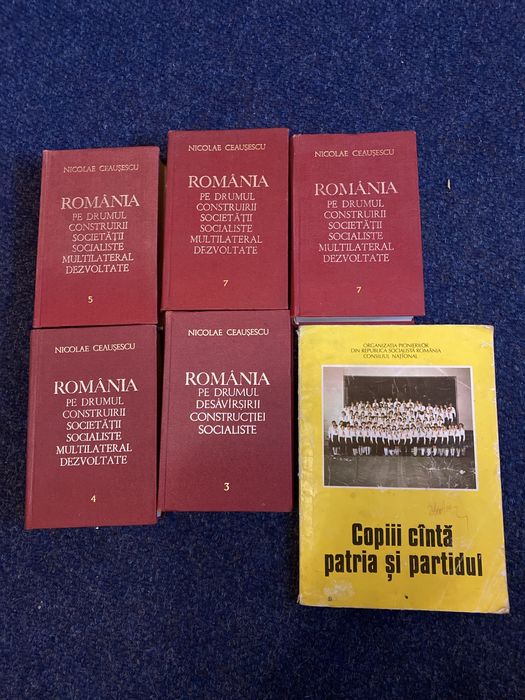 NICOLAE CEAUȘESCU
ROMÂNIA
PE DRUMUL
CONSTRUIRII
SOCIETĂȚII
SOCIALISTE
MULTILATERAL
DEZVOLTATE
5
NICOLAE CEAUȘESCU
ROMÂNIA
PE DRUMUL
CONSTRUIRII
SOCIETĂȚII
SOCIALISTE
MULTILATERAL
DEZVOLTATE
7
NICOLAE CEAUȘESCU
ROMÂNIA
PE DRUMUL
CONSTRUIRII
SOCIETĂȚII
SOCIALISTE
MULTILATERAL
DEZVOLTATE
7
NICOLAE CEAUȘESCU
ROMÂNIA
PE DRUMUL
CONSTRUIRII
SOCIETĂȚII
SOCIALISTE
MULTILATERAL
DEZVOLTATE
4
NICOLAE CEAUȘESCU
ROMÂNIA
PE DRUMUL
DESĂVÎRȘIRII
CONSTRUCȚIEI
SOCIALISTE
3
ORGANIZAȚIA PIONIERILOR
DIN REPUBLICA SOCIALISTĂ ROMÂNIA
CONSILIUL NAȚIONAL
Copiii cîntă
patria și partidul